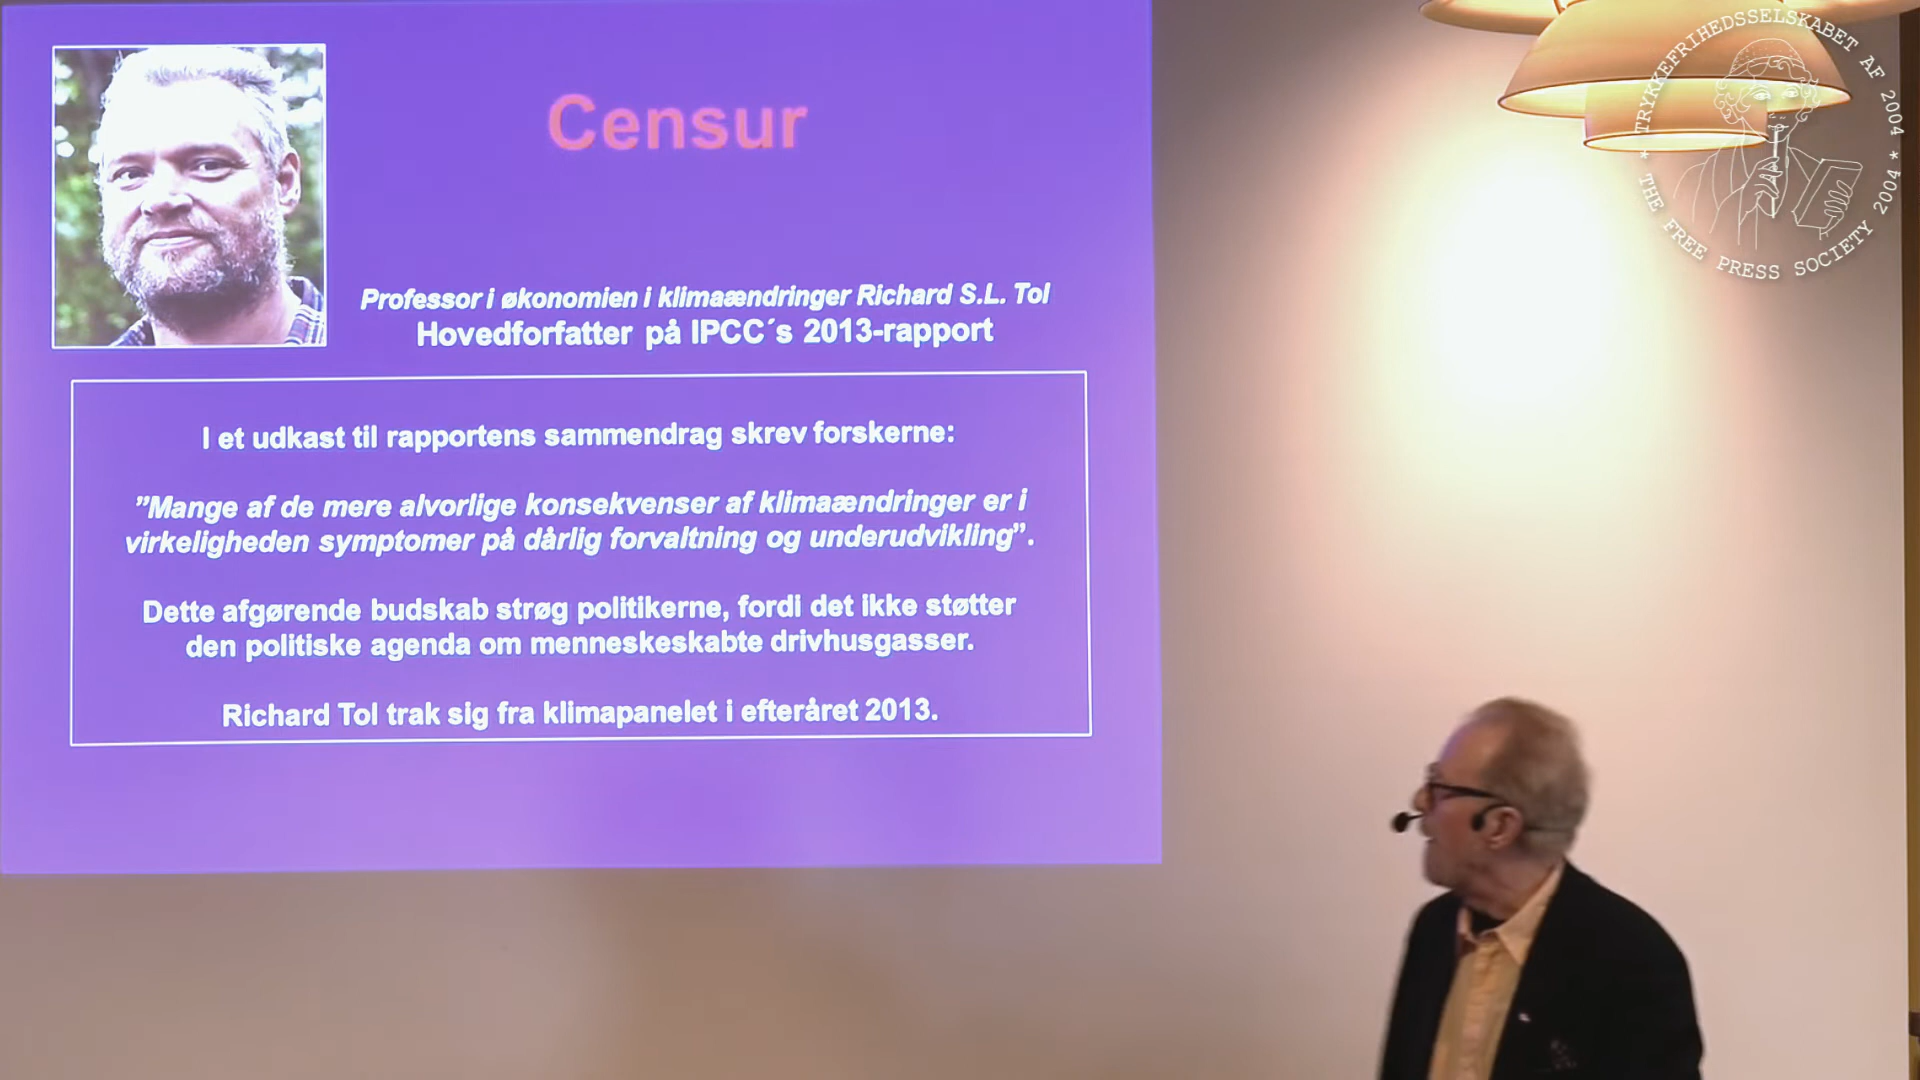 Censur
Professor i økonomien i klimaændringer Richard S.L. Tol
Hovedforfatter på IPCC´s 2013-rapport
I et udkast til rapportens sammendrag skrev forskerne:
”Mange af de mere alvorlige konsekvenser af klimaændringer er i
virkeligheden symptomer på dårlig forvaltning og underudvikling”.
Dette afgørende budskab strøg politikerne, fordi det ikke støtter
den politiske agenda om menneskeskabte drivhusgasser.
Richard Tol trak sig fra klimapanelet i efteråret 2013.
* TRYKKEFRIHEDSSELSKABET AF 2004 *
THE FREE PRESS SOCIETY 2004